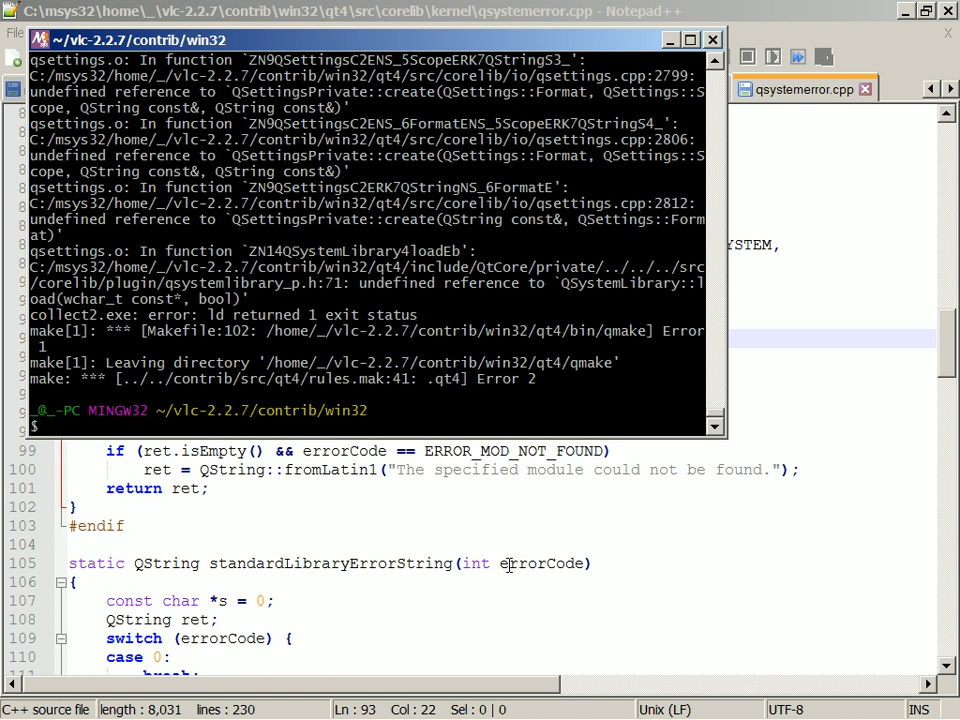 C:\msys32\home\_\vlc-2.2.7\contrib\win32\qt4\src\corelib\kernel\qsystemerror.cpp - Notepad++
File
X
~/vlc-2.2.7/contrib/win32
qsystemerror.cpp
qsettings.o: In function `ZN9QSettingsC2ENS_5ScopeERK7QStringS3_':
C:/msys32/home/_/vlc-2.2.7/contrib/win32/qt4/src/corelib/io/qsettings.cpp:2799:
undefined reference to `QSettingsPrivate::create(QSettings::Format, QSettings::S
cope, QString const&, QString const&)'
qsettings.o: In function `ZN9QSettingsC2ENS_6FormatENS_5ScopeERK7QStringS4_':
C:/msys32/home/_/vlc-2.2.7/contrib/win32/qt4/src/corelib/io/qsettings.cpp:2806:
undefined reference to `QSettingsPrivate::create(QSettings::Format, QSettings::S
cope, QString const&, QString const&)'
qsettings.o: In function `ZN9QSettingsC2ERK7QStringNS_6FormatE':
C:/msys32/home/_/vlc-2.2.7/contrib/win32/qt4/src/corelib/io/qsettings.cpp:2812:
undefined reference to `QSettingsPrivate::create(QString const&, QSettings::Form
at)'
qsettings.o: In function `ZN14QSystemLibrary4loadEb':
C:/msys32/home/_/vlc-2.2.7/contrib/win32/qt4/include/QtCore/private/../../../src
/corelib/plugin/qsystemlibrary_p.h:71: undefined reference to `QSystemLibrary::l
oad(wchar_t const*, bool)'
collect2.exe: error: ld returned 1 exit status
make[1]: *** [Makefile:102: /home/_/vlc-2.2.7/contrib/win32/qt4/bin/qmake] Error
1
make[1]: Leaving directory '/home/_/vlc-2.2.7/contrib/win32/qt4/qmake'
make: *** [../../contrib/src/qt4/rules.mak:41: .qt4] Error 2
_@_-PC MINGW32 ~/vlc-2.2.7/contrib/win32
$
YSTEM,
99 if (ret.isEmpty() && errorCode == ERROR_MOD_NOT_FOUND)
100 ret = QString::fromLatin1("The specified module could not be found.");
101 return ret;
102 }
103 #endif
104
105 static QString standardLibraryErrorString(int errorCode)
106 {
107 const char *s = 0;
108 QString ret;
109 switch (errorCode) {
110 case 0:
break;
C++ source file length : 8,031 lines : 230 Ln : 93 Col : 22 Sel : 0 | 0 Unix (LF) UTF-8 INS